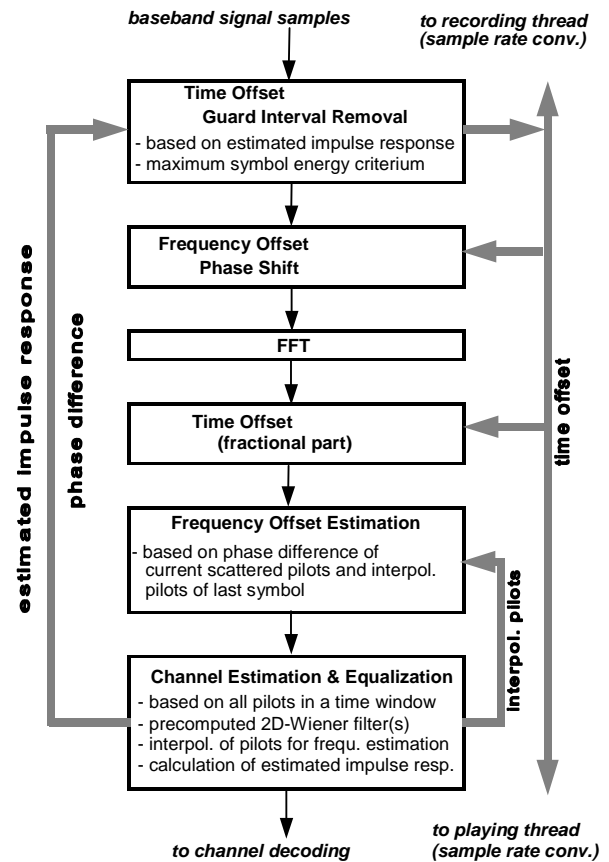 baseband signal samples
to recording thread
(sample rate conv.)
Time Offset
Guard Interval Removal
- based on estimated impulse response
- maximum symbol energy criterium
Frequency Offset
Phase Shift
FFT
Time Offset
(fractional part)
Frequency Offset Estimation
- based on phase difference of
current scattered pilots and interpol.
pilots of last symbol
Channel Estimation & Equalization
- based on all pilots in a time window
- precomputed 2D-Wiener filter(s)
- interpol. of pilots for frequ. estimation
- calculation of estimated impulse resp.
estimated impulse response
phase difference
interpol. pilots
time offset
to channel decoding
to playing thread
(sample rate conv.)